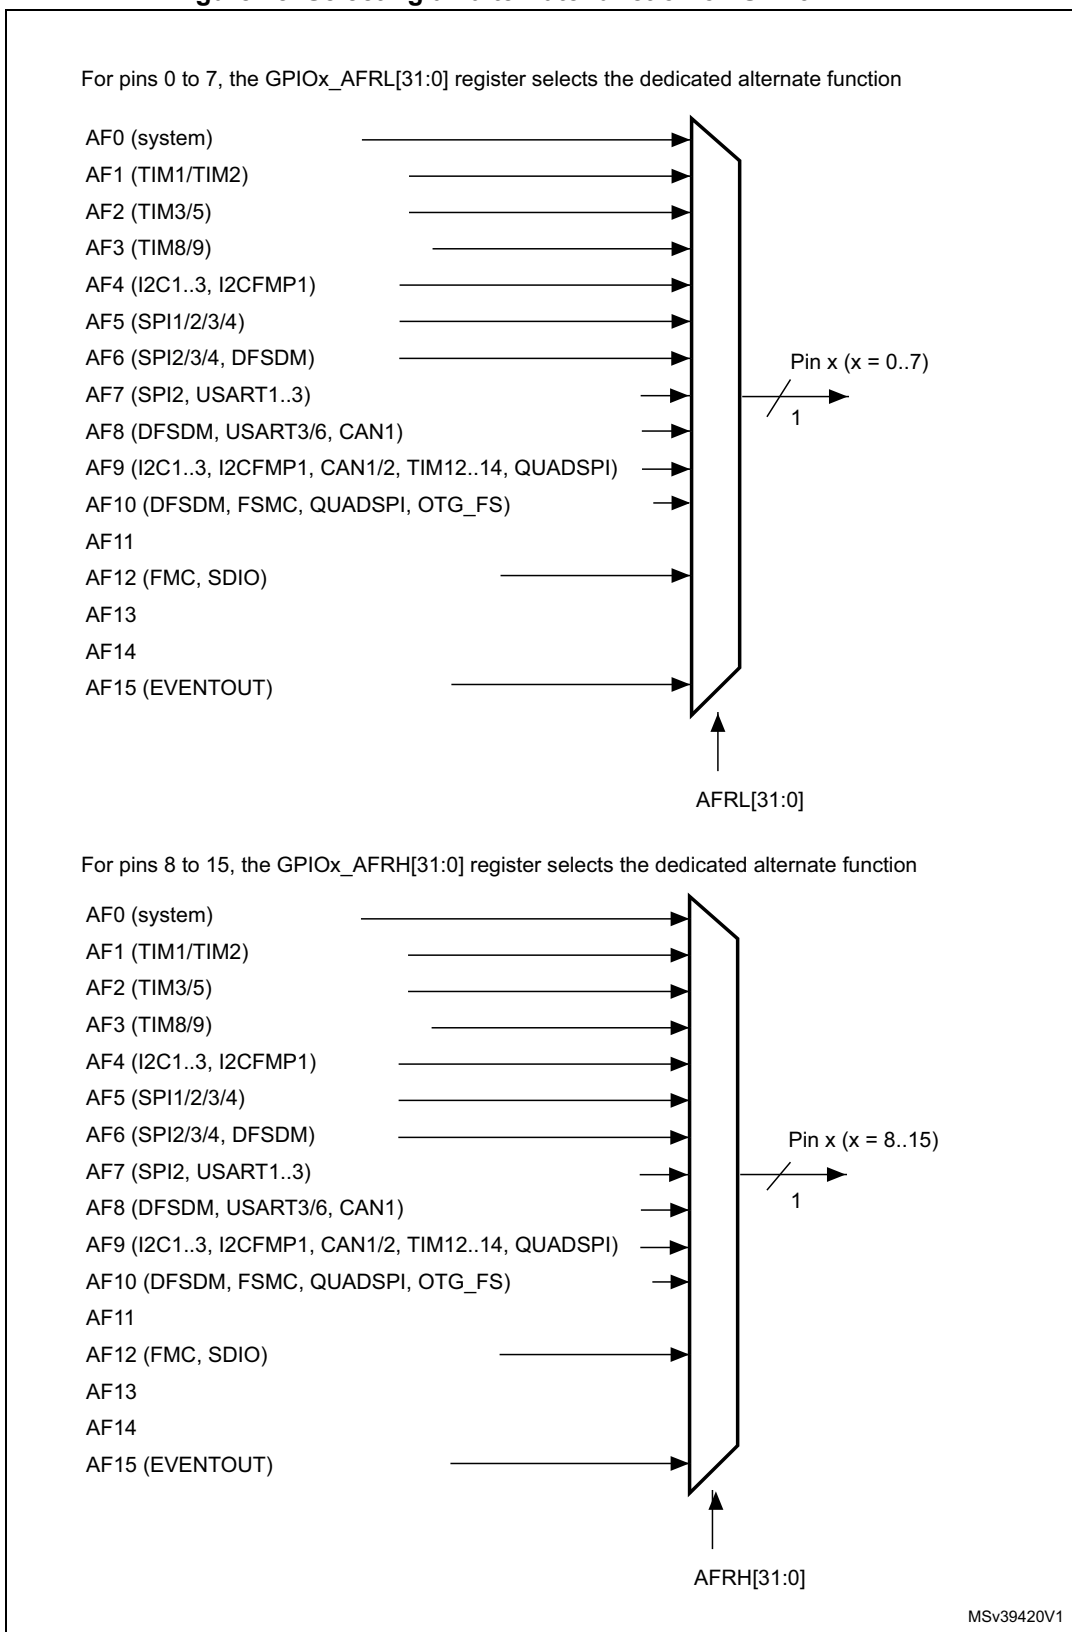 For pins 0 to 7, the GPIOx_AFRL[31:0] register selects the dedicated alternate function
AF0 (system)
AF1 (TIM1/TIM2)
AF2 (TIM3/5)
AF3 (TIM8/9)
AF4 (I2C1..3, I2CFMP1)
AF5 (SPI1/2/3/4)
AF6 (SPI2/3/4, DFSDM)
Pin x (x = 0..7)
AF7 (SPI2, USART1..3)
1
AF8 (DFSDM, USART3/6, CAN1)
AF9 (I2C1..3, I2CFMP1, CAN1/2, TIM12..14, QUADSPI)
AF10 (DFSDM, FSMC, QUADSPI, OTG_FS)
AF11
AF12 (FMC, SDIO)
AF13
AF14
AF15 (EVENTOUT)
AFRL[31:0]
For pins 8 to 15, the GPIOx_AFRH[31:0] register selects the dedicated alternate function
AF0 (system)
AF1 (TIM1/TIM2)
AF2 (TIM3/5)
AF3 (TIM8/9)
AF4 (I2C1..3, I2CFMP1)
AF5 (SPI1/2/3/4)
AF6 (SPI2/3/4, DFSDM)
Pin x (x = 8..15)
AF7 (SPI2, USART1..3)
1
AF8 (DFSDM, USART3/6, CAN1)
AF9 (I2C1..3, I2CFMP1, CAN1/2, TIM12..14, QUADSPI)
AF10 (DFSDM, FSMC, QUADSPI, OTG_FS)
AF11
AF12 (FMC, SDIO)
AF13
AF14
AF15 (EVENTOUT)
AFRH[31:0]
MSv39420V1